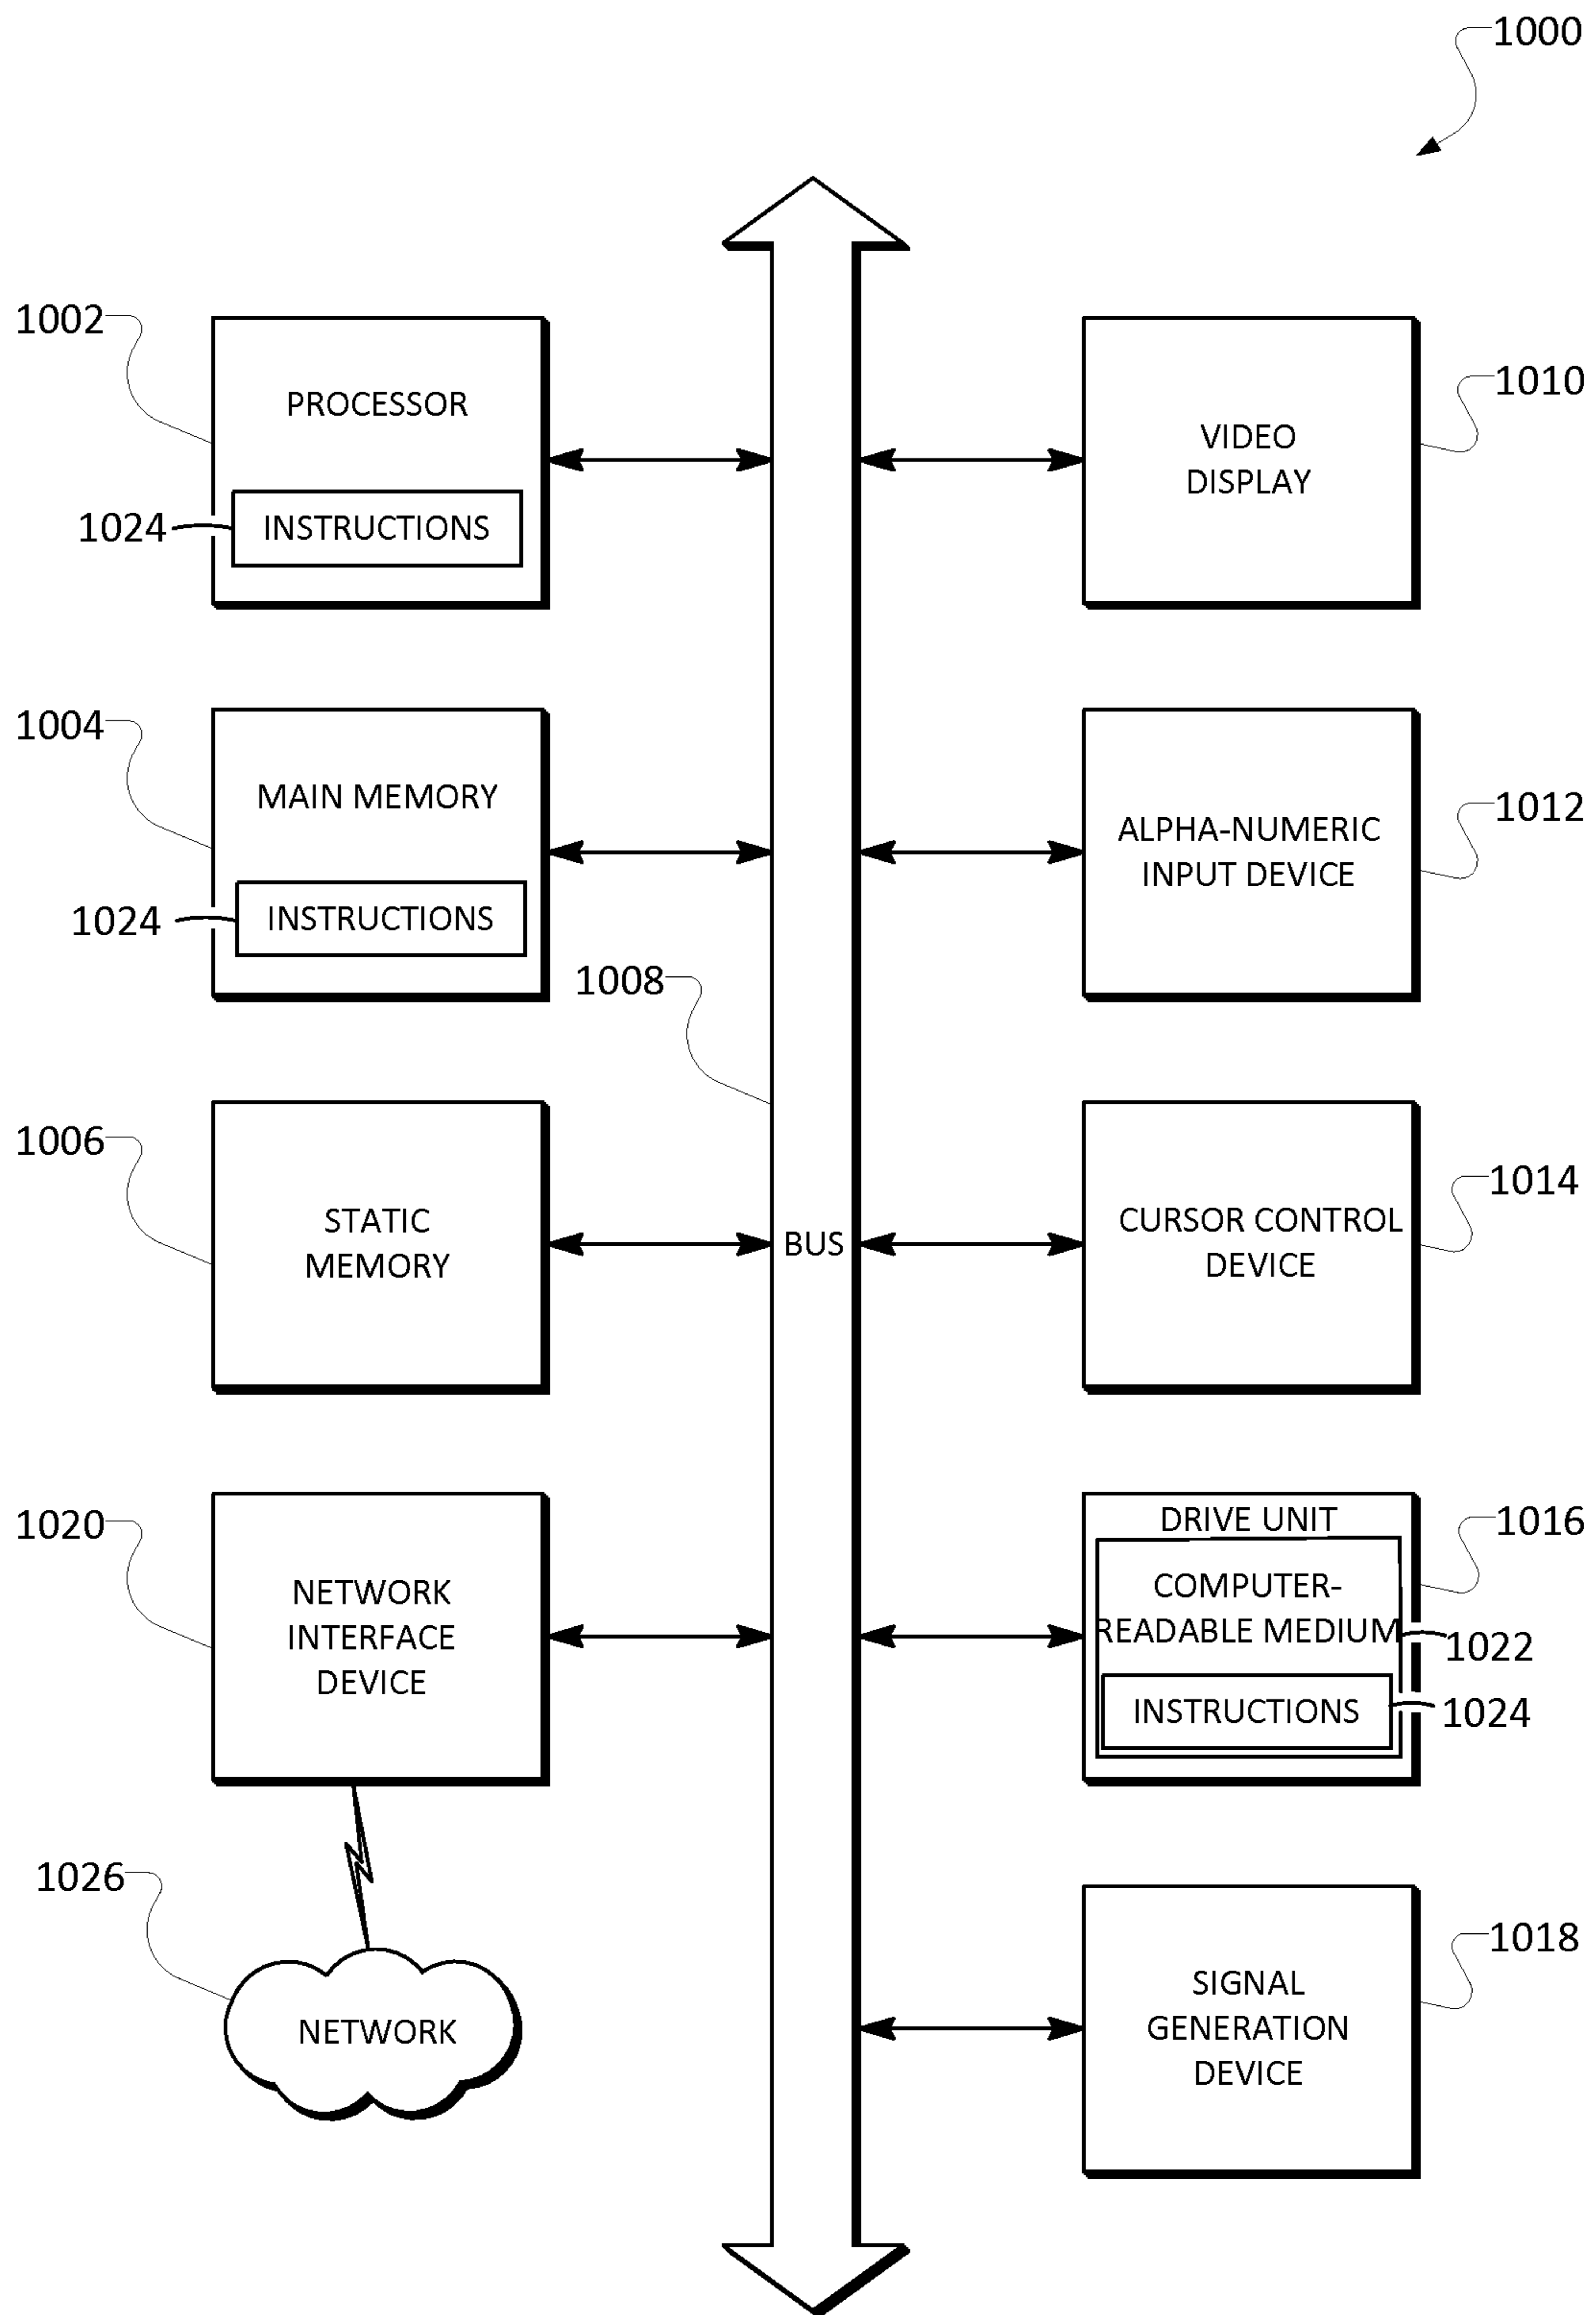 1000
1002
PROCESSOR
1024
INSTRUCTIONS
1010
VIDEO
DISPLAY
1004
MAIN MEMORY
1024
INSTRUCTIONS
1012
ALPHA-NUMERIC
INPUT DEVICE
1008
1006
STATIC
MEMORY
BUS
1014
CURSOR CONTROL
DEVICE
1020
NETWORK
INTERFACE
DEVICE
1016
DRIVE UNIT
COMPUTER-
READABLE MEDIUM
1022
INSTRUCTIONS
1024
1026
NETWORK
1018
SIGNAL
GENERATION
DEVICE